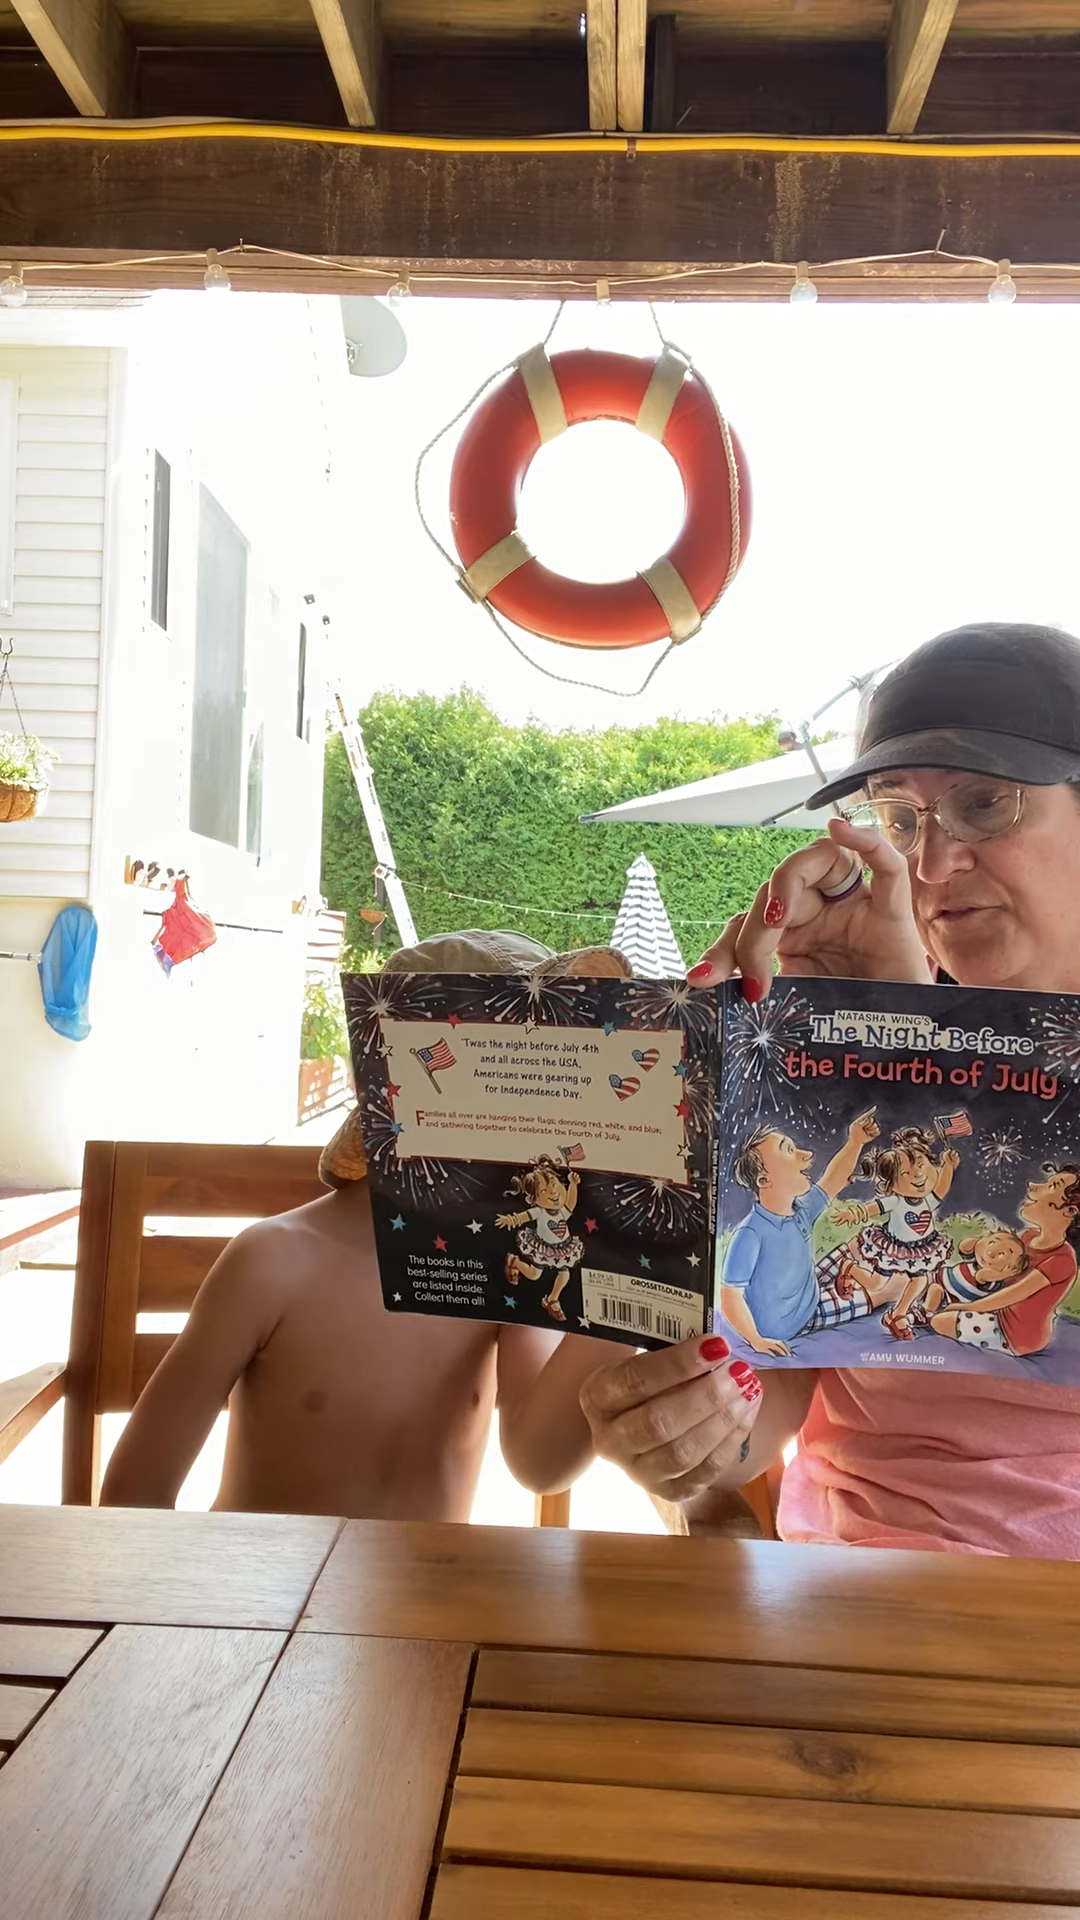 'Twas the night before July 4th
and all across the USA,
Americans were gearing up
for Independence Day.
Families all over are hanging their flags; donning red, white, and blue;
and gathering together to celebrate the Fourth of July.
The books in this
best-selling series
are listed inside.
Collect them all!
GROSSET&DUNLAP
NATASHA WING'S
The Night Before
the Fourth of July
AMY WUMMER